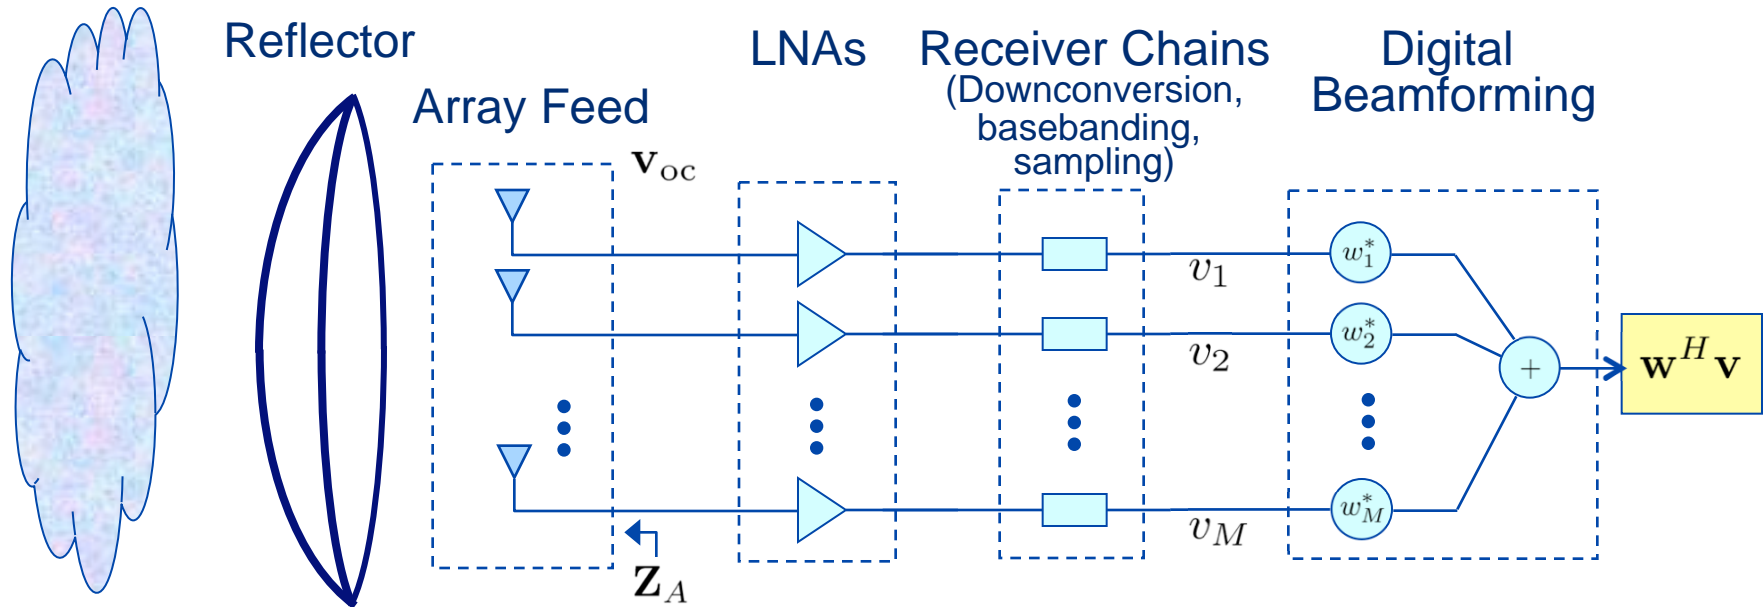 Reflector
Array Feed
LNAs
Receiver Chains
(Downconversion,
basebanding,
sampling)
Digital
Beamforming
v_oc
Z_A
v_1
v_2
v_M
w_1^*
w_2^*
w_M^*
+
w^H v